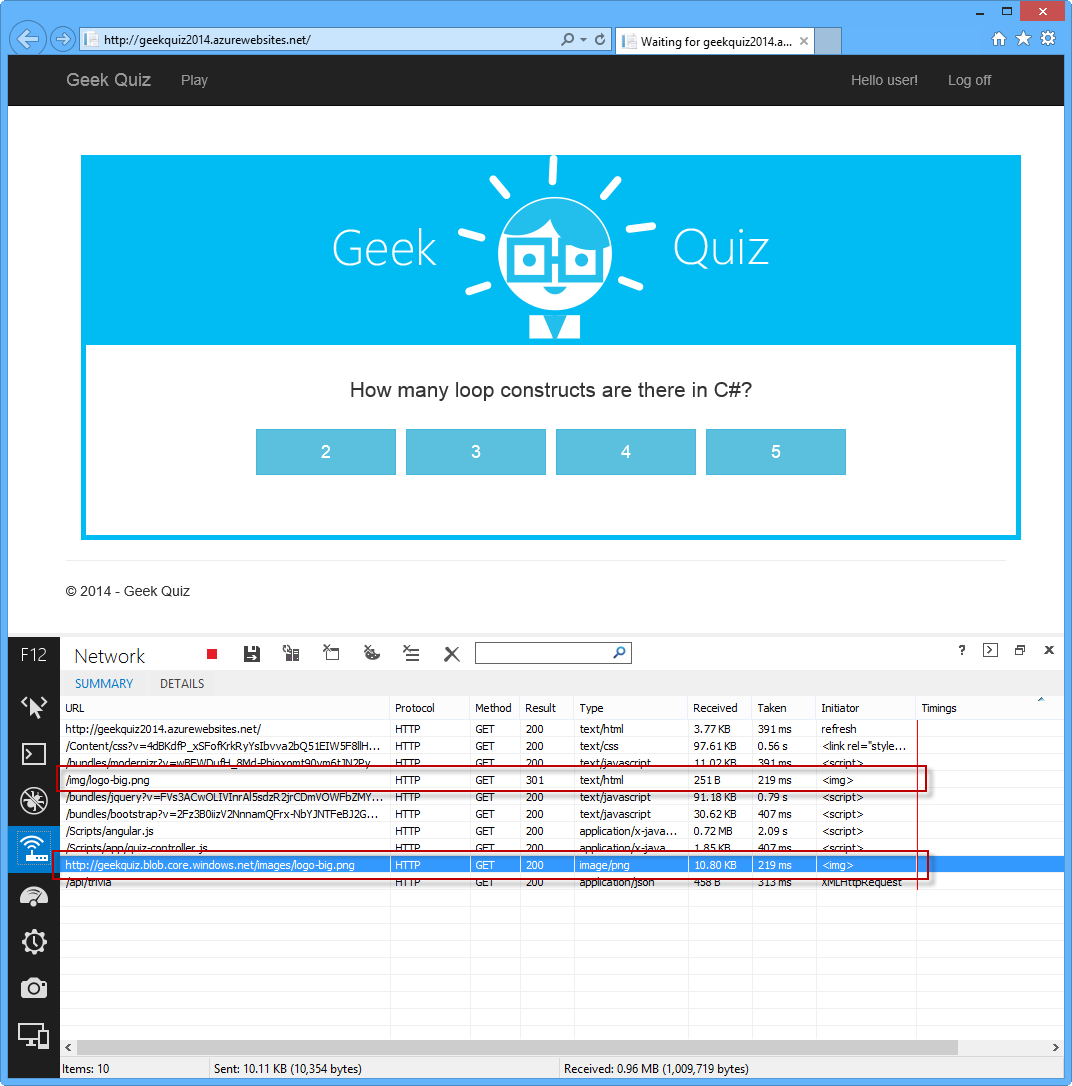 http://geekquiz2014.azurewebsites.net/
Waiting for geekquiz2014.a...
Geek Quiz Play Hello user! Log off
Geek Quiz
How many loop constructs are there in C#?
2 3 4 5
© 2014 - Geek Quiz
F12 Network
SUMMARY DETAILS
URL Protocol Method Result Type Received Taken Initiator Timings
http://geekquiz2014.azurewebsites.net/ HTTP GET 200 text/html 3.77 KB 391 ms refresh
/Content/css?v=4dBKdfP_xSFofKrkRyYsIbvva2bQ51EIW5F8llH... HTTP GET 200 text/css 97.61 KB 0.56 s <link rel="style...
/bundles/modernizr?v=wBEWDufH_8Md-Pbioxomt90vm6tJN2Py... HTTP GET 200 text/javascript 11.02 KB 391 ms <script>
/img/logo-big.png HTTP GET 301 text/html 251 B 219 ms <img>
/bundles/jquery?v=FVs3ACwOLIVInrAl5sdzR2jrCDmVOWFbZMY... HTTP GET 200 text/javascript 91.18 KB 0.79 s <script>
/bundles/bootstrap?v=2Fz3B0iizV2NnnamQFrx-NbYJNTFeBJ2G... HTTP GET 200 text/javascript 30.62 KB 407 ms <script>
/Scripts/angular.js HTTP GET 200 application/x-java... 0.72 MB 2.09 s <script>
/Scripts/app/quiz-controller.js HTTP GET 200 application/x-java... 1.85 KB 407 ms <script>
http://geekquiz.blob.core.windows.net/images/logo-big.png HTTP GET 200 image/png 10.80 KB 219 ms <img>
/api/trivia HTTP GET 200 application/json 458 B 313 ms XMLHttpRequest
Items: 10 Sent: 10.11 KB (10,354 bytes) Received: 0.96 MB (1,009,719 bytes)